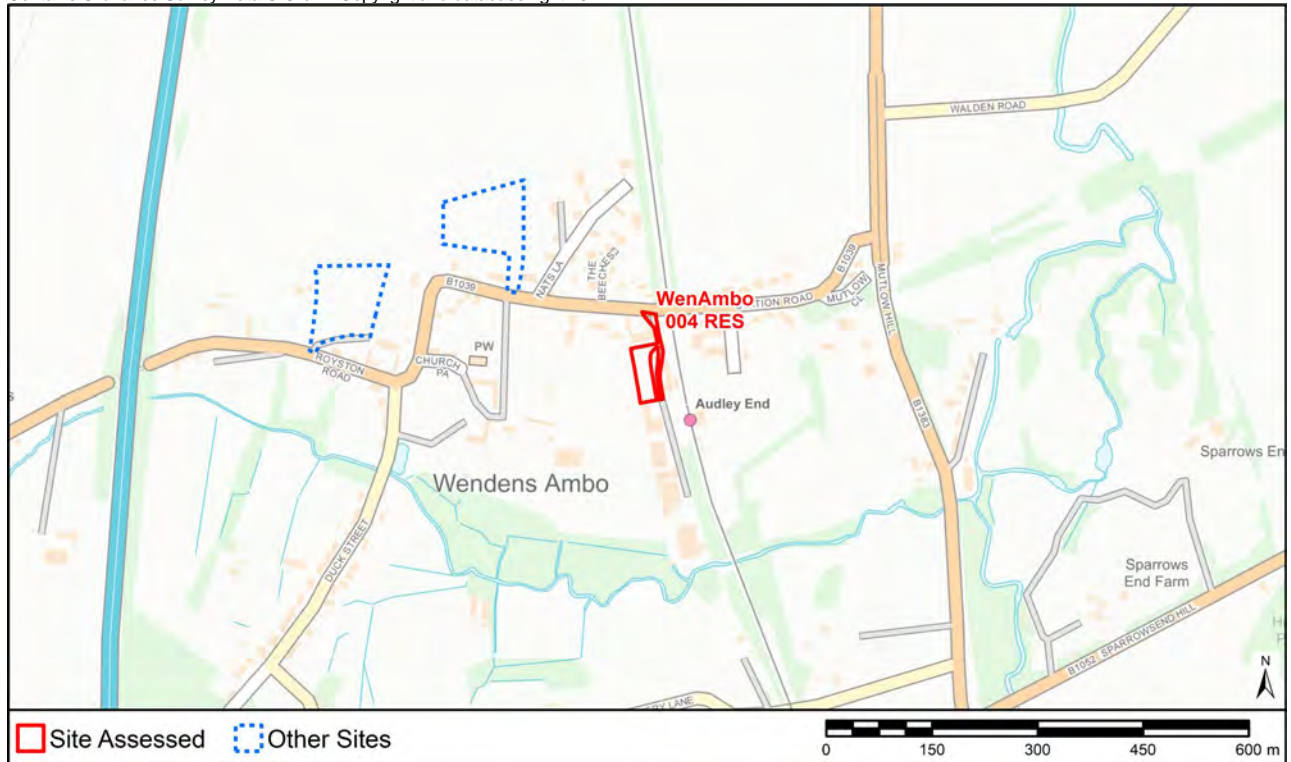 WALDEN ROAD
B1039
NATS LA
THE
BEECHES
B1039
MUTLOW
CL
MUTLOW HILL
WenAmbo
004 RES
TION ROAD
PW
CHURCH
PA
ROYSTON
ROAD
Audley End
B1383
Sparrows En
Wendens Ambo
DUCK STREET
Sparrows
End Farm
B1052 SPARROWSEND HILL
RY LANE
N
Site Assessed
Other Sites
0 150 300 450 600 m